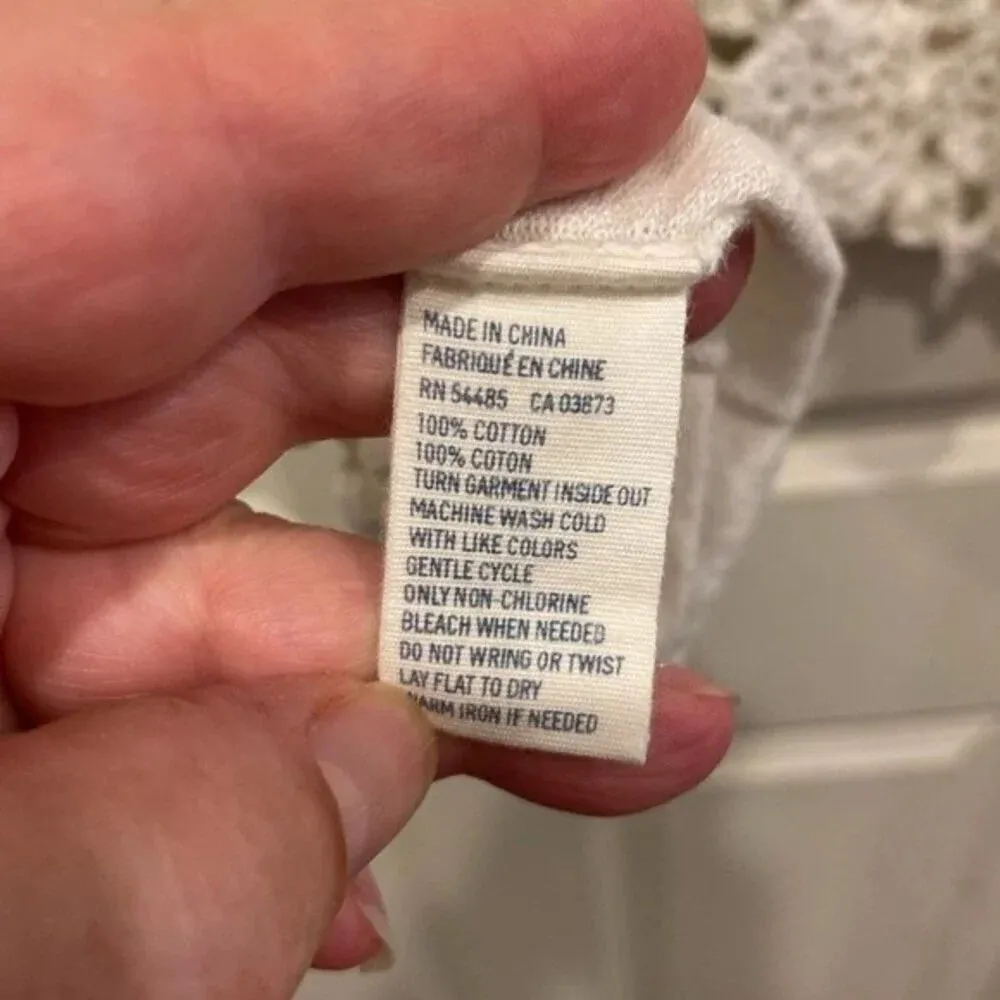 MADE IN CHINA
FABRIQUÉ EN CHINE
RN 54485 CA 03873
100% COTTON
100% COTON
TURN GARMENT INSIDE OUT
MACHINE WASH COLD
WITH LIKE COLORS
GENTLE CYCLE
ONLY NON-CHLORINE
BLEACH WHEN NEEDED
DO NOT WRING OR TWIST
LAY FLAT TO DRY
WARM IRON IF NEEDED